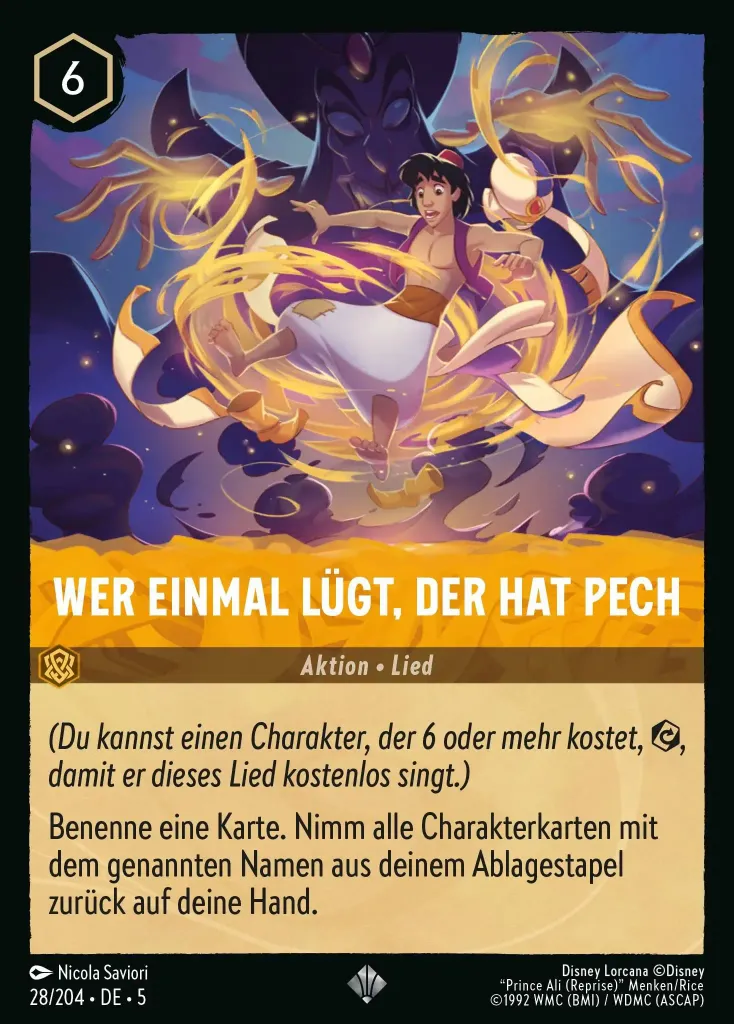 6
WER EINMAL LÜGT, DER HAT PECH
Aktion • Lied
(Du kannst einen Charakter, der 6 oder mehr kostet, ,
damit er dieses Lied kostenlos singt.)
Benenne eine Karte. Nimm alle Charakterkarten mit
dem genannten Namen aus deinem Ablagestapel
zurück auf deine Hand.
Nicola Saviori
28/204 • DE • 5
Disney Lorcana ©Disney
“Prince Ali (Reprise)” Menken/Rice
©1992 WMC (BMI) / WDMC (ASCAP)